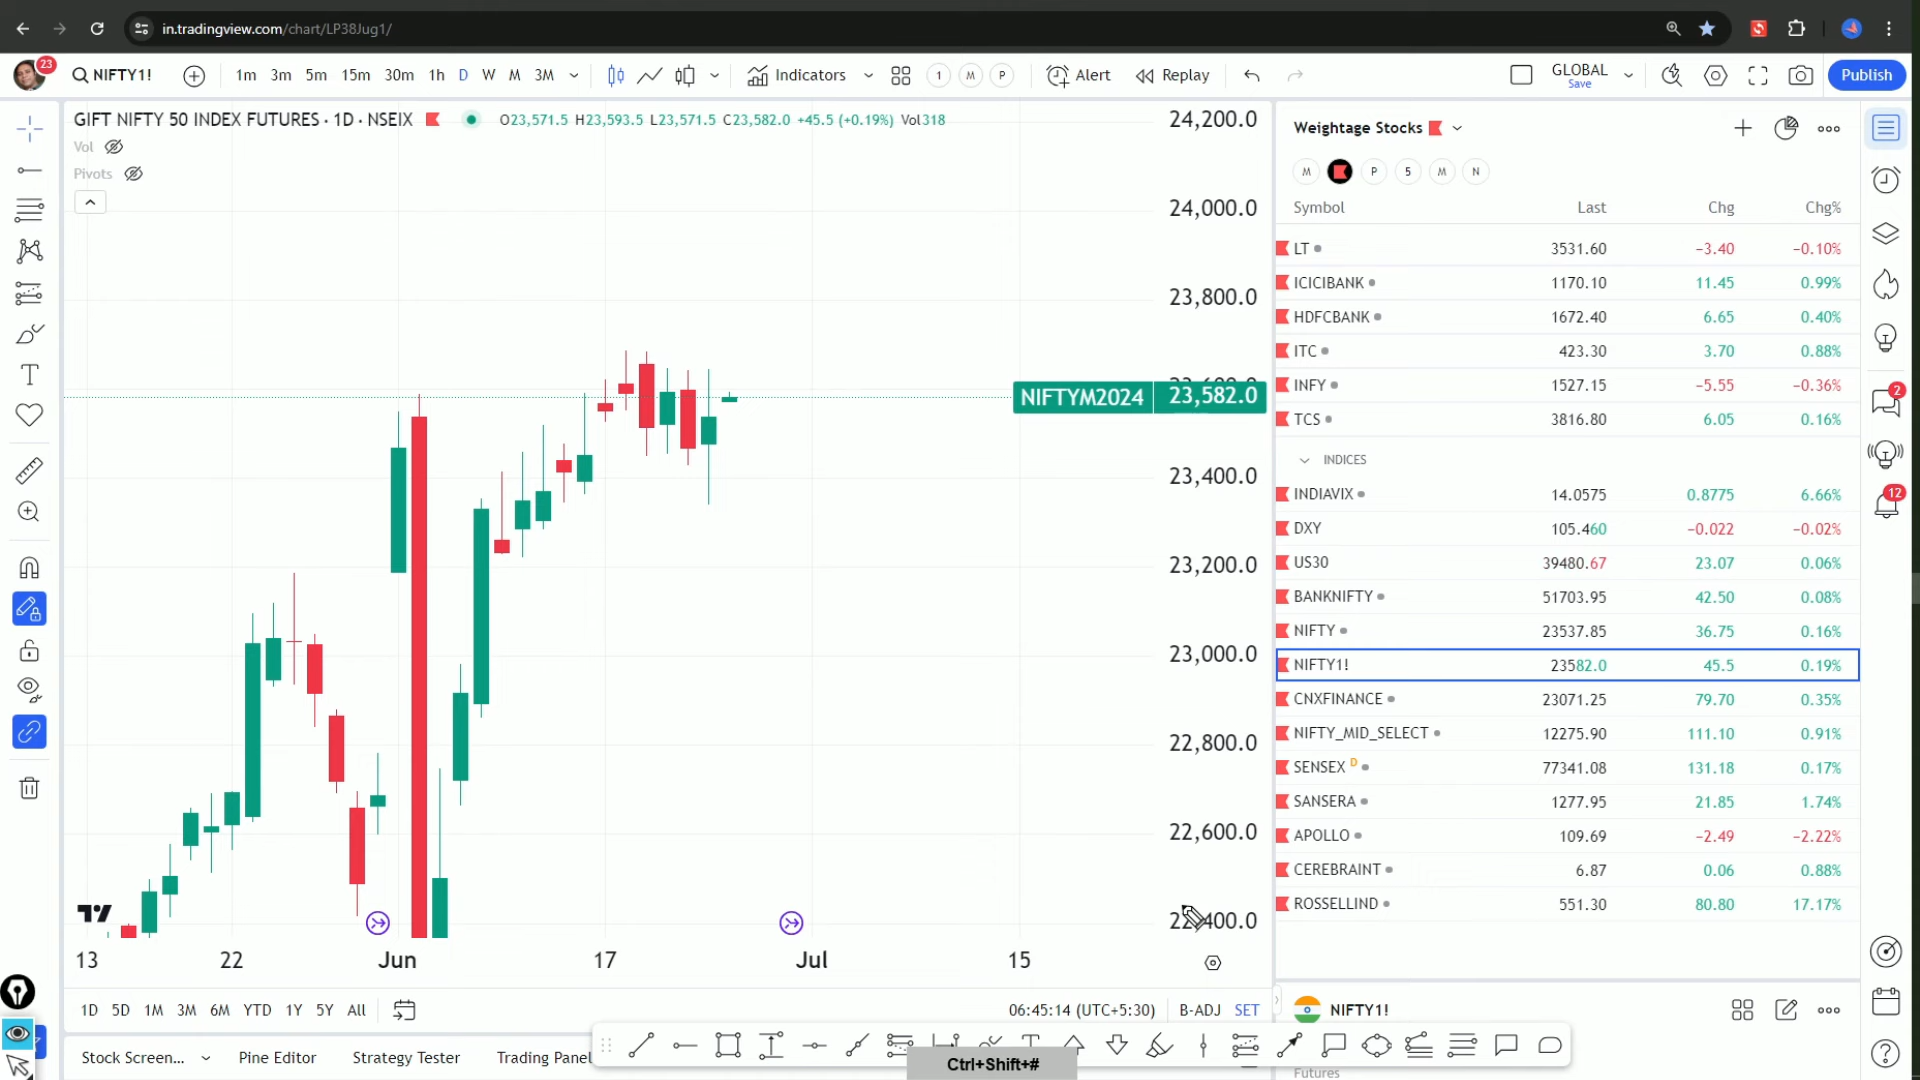 in.tradingview.com/chart/LP38Jug1/
23 NIFTY1! 1m 3m 5m 15m 30m 1h D W M 3M Indicators 1 M P Alert Replay GLOBAL Save Publish
GIFT NIFTY 50 INDEX FUTURES · 1D · NSEIX O23,571.5 H23,593.5 L23,571.5 C23,582.0 +45.5 (+0.19%) Vol318
Vol
Pivots
24,200.0
24,000.0
23,800.0
NIFTYM2024 23,582.0
23,400.0
23,200.0
23,000.0
22,800.0
22,600.0
22,400.0
13 22 Jun 17 Jul 15
1D 5D 1M 3M 6M YTD 1Y 5Y All 06:45:14 (UTC+5:30) B-ADJ SET
Stock Screen... Pine Editor Strategy Tester Trading Panel
Ctrl+Shift+#
Weightage Stocks
M P 5 M N
Symbol Last Chg Chg%
LT 3531.60 −3.40 −0.10%
ICICIBANK 1170.10 11.45 0.99%
HDFCBANK 1672.40 6.65 0.40%
ITC 423.30 3.70 0.88%
INFY 1527.15 −5.55 −0.36%
TCS 3816.80 6.05 0.16%
INDICES
INDIAVIX 14.0575 0.8775 6.66%
DXY 105.460 −0.022 −0.02%
US30 39480.67 23.07 0.06%
BANKNIFTY 51703.95 42.50 0.08%
NIFTY 23537.85 36.75 0.16%
NIFTY1! 23582.0 45.5 0.19%
CNXFINANCE 23071.25 79.70 0.35%
NIFTY_MID_SELECT 12275.90 111.10 0.91%
SENSEX D 77341.08 131.18 0.17%
SANSERA 1277.95 21.85 1.74%
APOLLO 109.69 −2.49 −2.22%
CEREBRAINT 6.87 0.06 0.88%
ROSSELLIND 551.30 80.80 17.17%
NIFTY1!
Futures
2
12